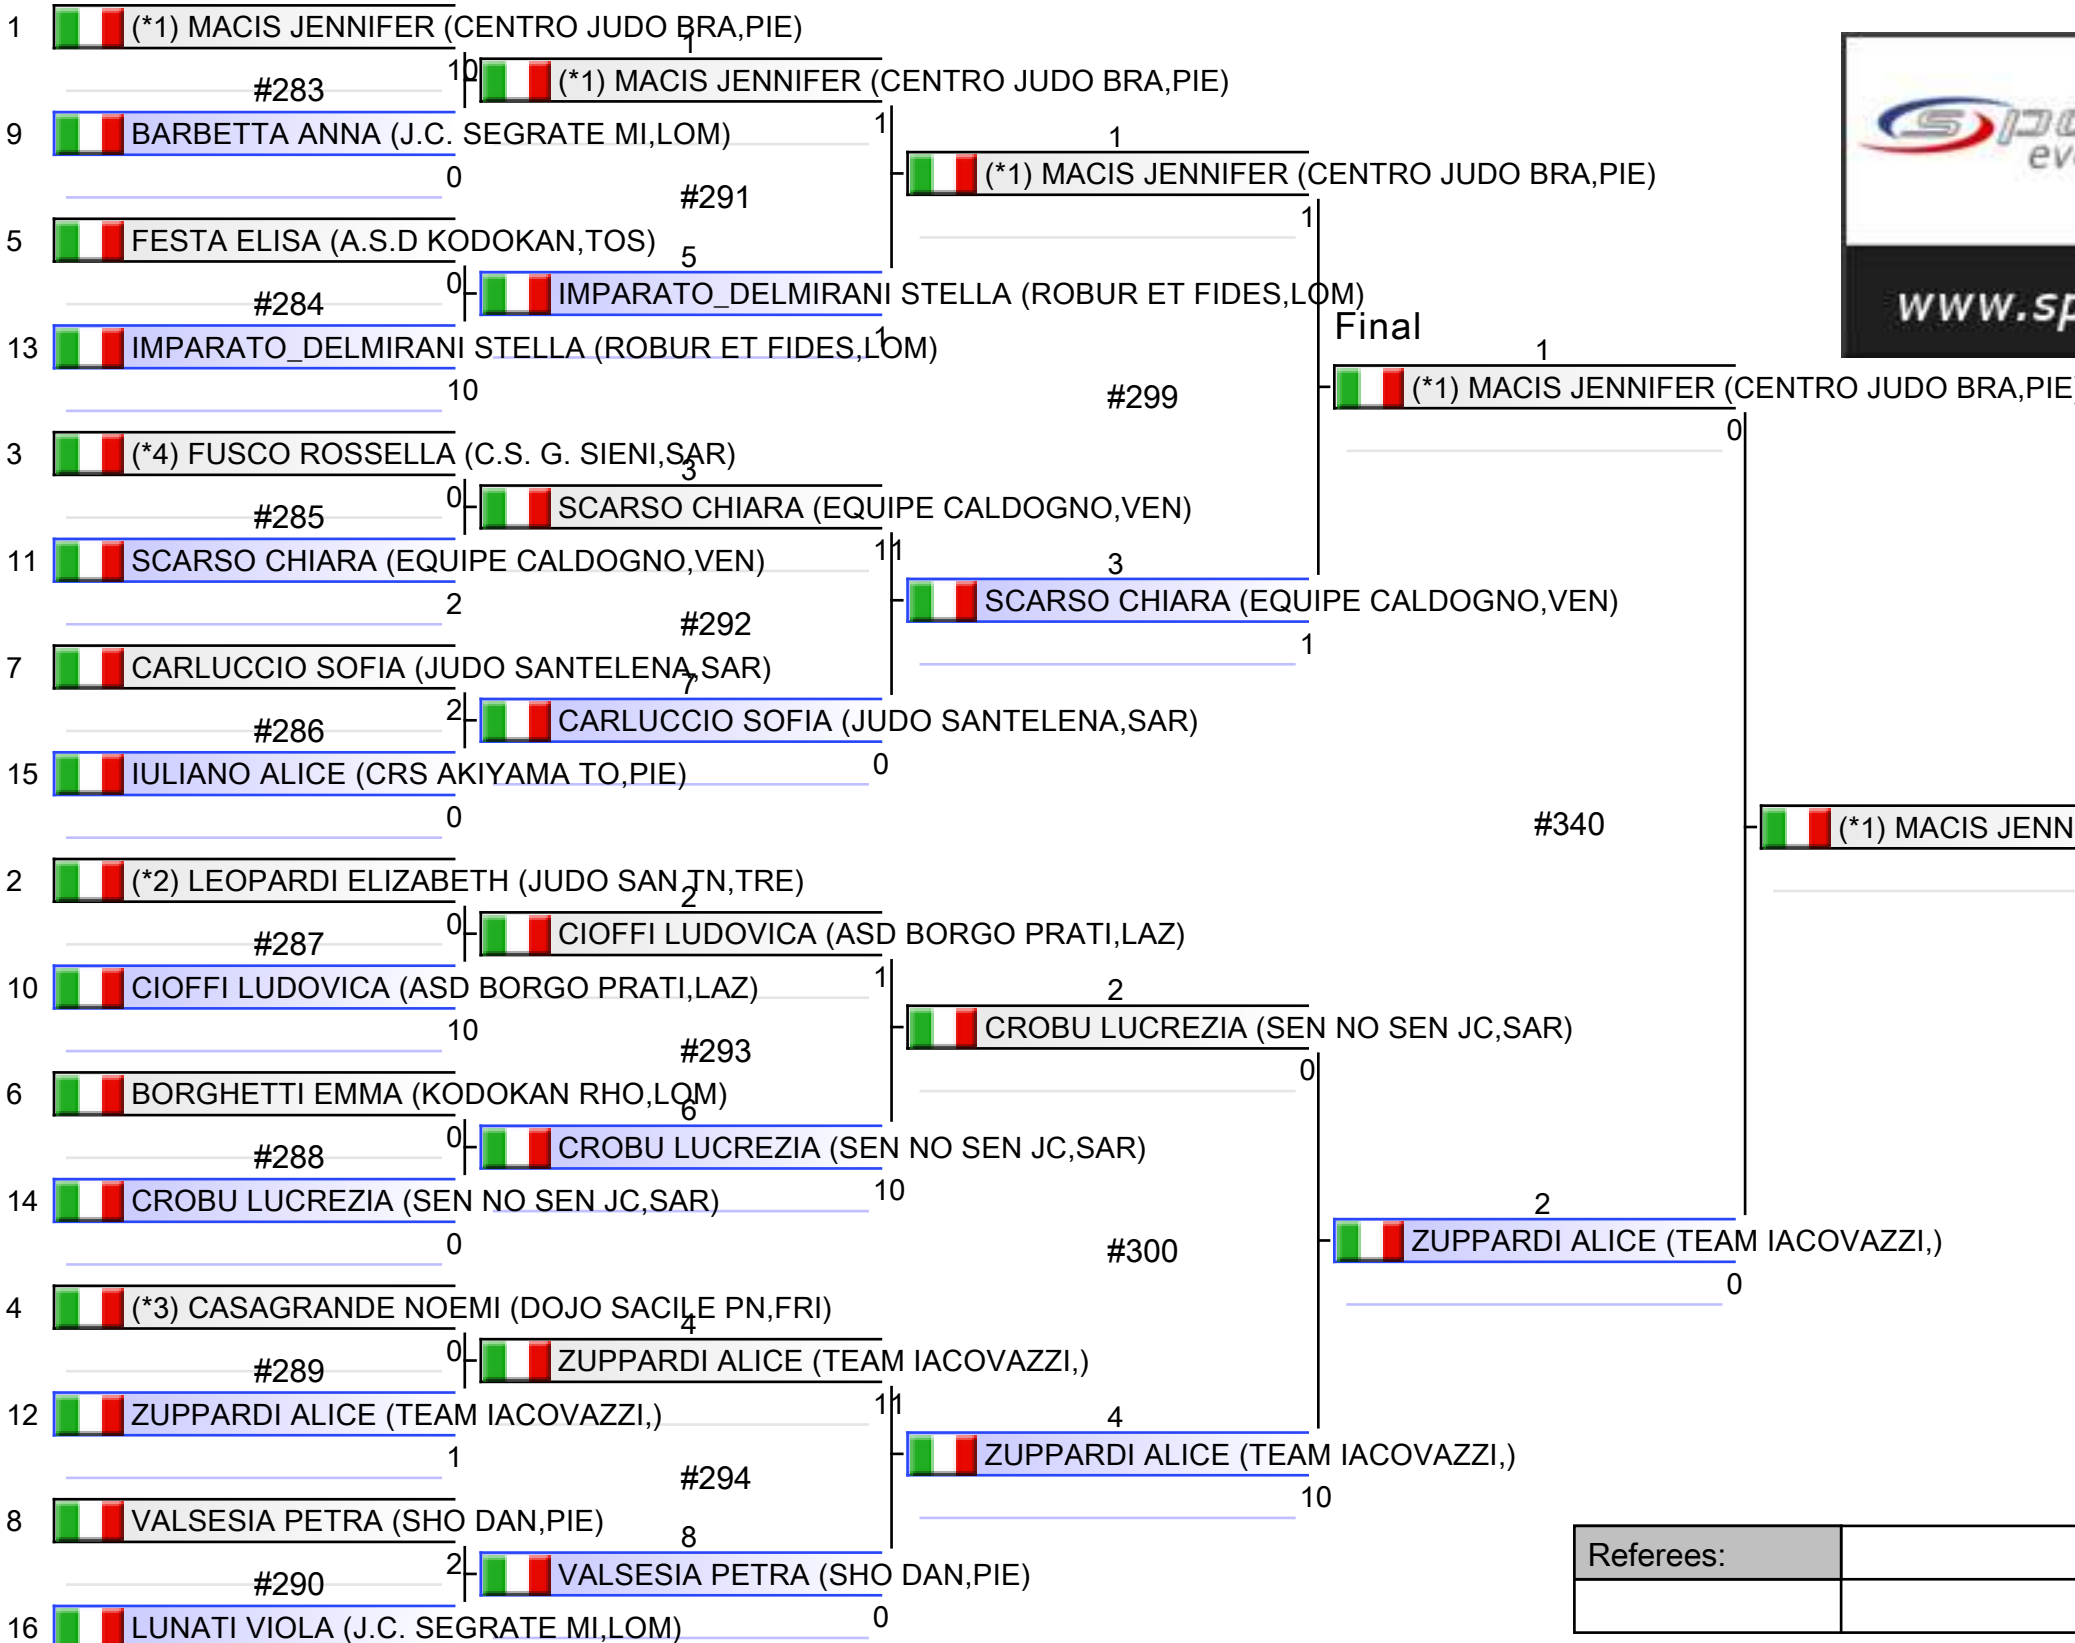 1 (*1) MACIS JENNIFER (CENTRO JUDO BRA,PIE)
10
#283
9 BARBETTA ANNA (J.C. SEGRATE MI,LOM)
0
5 FESTA ELISA (A.S.D KODOKAN,TOS)
0
#284
13 IMPARATO_DELMIRANI STELLA (ROBUR ET FIDES,LOM)
10
3 (*4) FUSCO ROSSELLA (C.S. G. SIENI,SAR)
0
#285
11 SCARSO CHIARA (EQUIPE CALDOGNO,VEN)
2
7 CARLUCCIO SOFIA (JUDO SANTELENA,SAR)
2
#286
15 IULIANO ALICE (CRS AKIYAMA TO,PIE)
0
2 (*2) LEOPARDI ELIZABETH (JUDO SAN TN,TRE)
0
#287
10 CIOFFI LUDOVICA (ASD BORGO PRATI,LAZ)
10
6 BORGHETTI EMMA (KODOKAN RHO,LOM)
0
#288
14 CROBU LUCREZIA (SEN NO SEN JC,SAR)
0
4 (*3) CASAGRANDE NOEMI (DOJO SACILE PN,FRI)
0
#289
12 ZUPPARDI ALICE (TEAM IACOVAZZI,)
1
8 VALSESIA PETRA (SHO DAN,PIE)
2
#290
16 LUNATI VIOLA (J.C. SEGRATE MI,LOM)
1
(*1) MACIS JENNIFER (CENTRO JUDO BRA,PIE)
1
#291
5
IMPARATO_DELMIRANI STELLA (ROBUR ET FIDES,LOM)
1
3
SCARSO CHIARA (EQUIPE CALDOGNO,VEN)
11
#292
7
CARLUCCIO SOFIA (JUDO SANTELENA,SAR)
0
2
CIOFFI LUDOVICA (ASD BORGO PRATI,LAZ)
1
#293
6
CROBU LUCREZIA (SEN NO SEN JC,SAR)
10
4
ZUPPARDI ALICE (TEAM IACOVAZZI,)
11
#294
8
VALSESIA PETRA (SHO DAN,PIE)
0
1
(*1) MACIS JENNIFER (CENTRO JUDO BRA,PIE)
1
#299
3
SCARSO CHIARA (EQUIPE CALDOGNO,VEN)
1
2
CROBU LUCREZIA (SEN NO SEN JC,SAR)
0
#300
4
ZUPPARDI ALICE (TEAM IACOVAZZI,)
10
Final
1
(*1) MACIS JENNIFER (CENTRO JUDO BRA,PIE)
0
#340
2
ZUPPARDI ALICE (TEAM IACOVAZZI,)
0
(*1) MACIS JENN
www.sp
Referees: